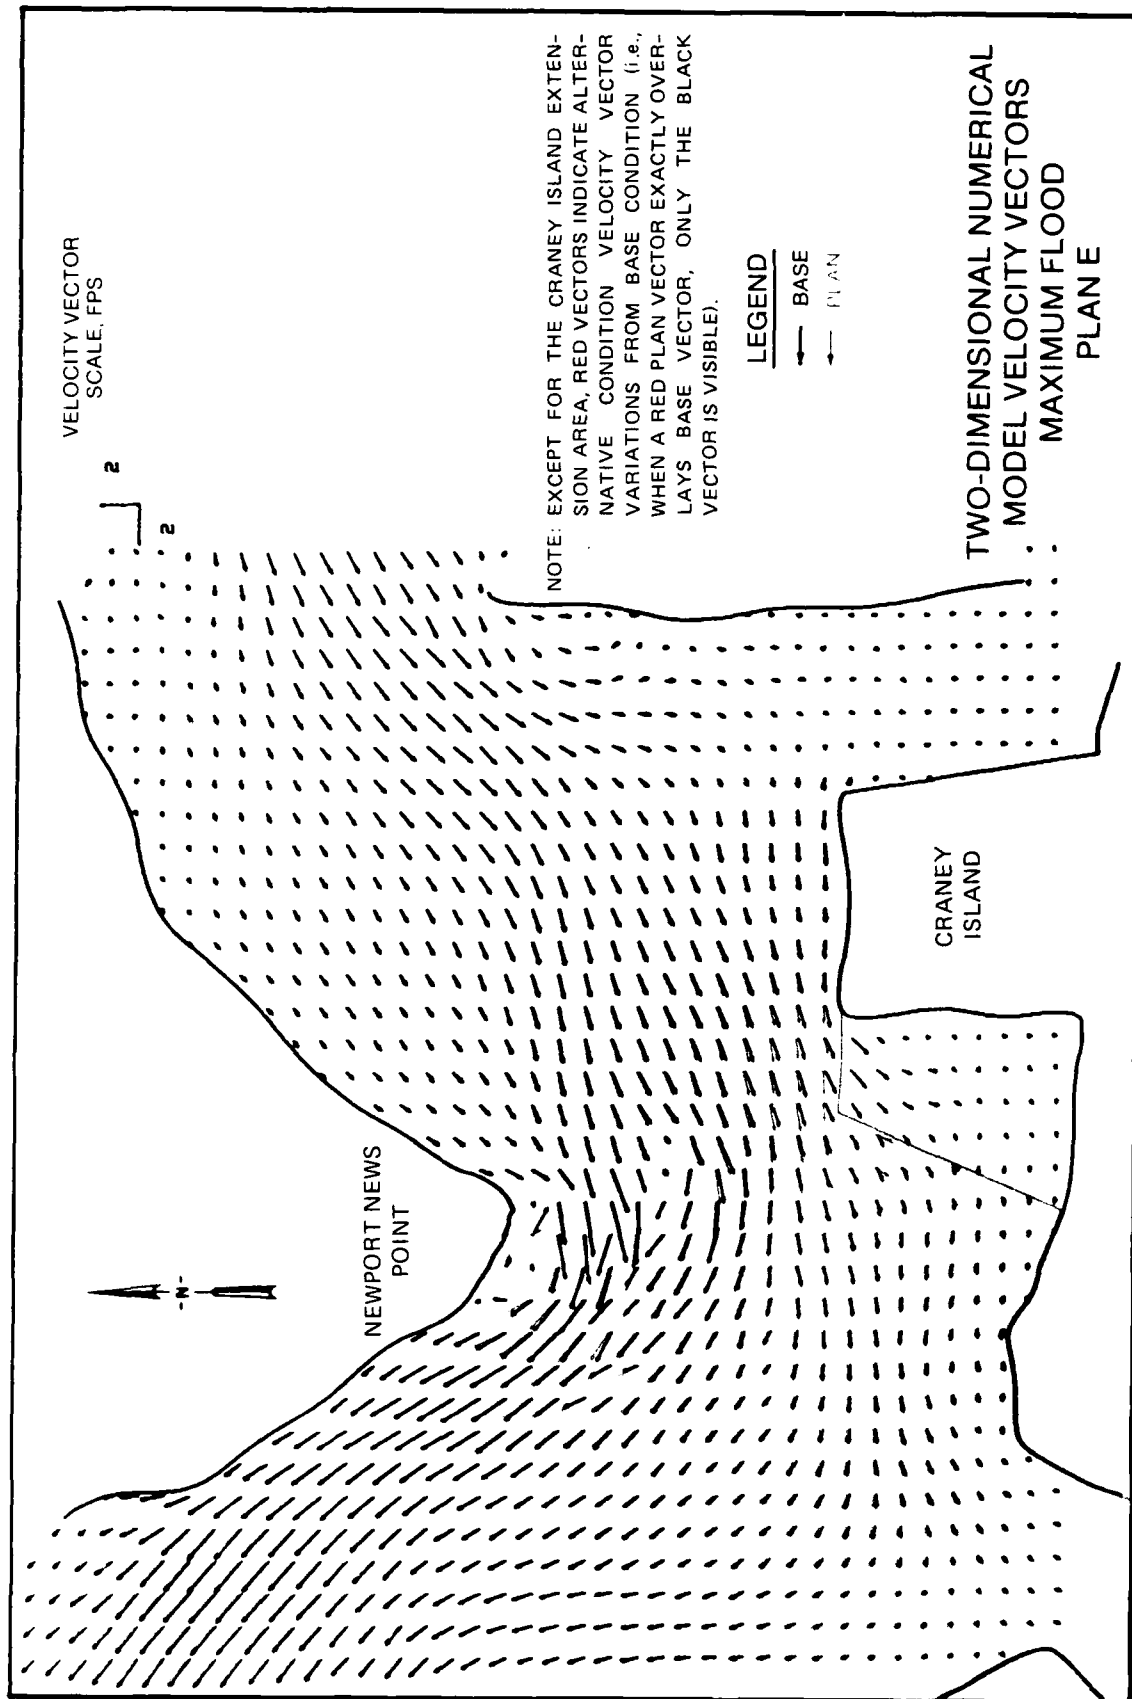 VELOCITY VECTOR
SCALE, FPS
2
2
NOTE: EXCEPT FOR THE CRANEY ISLAND EXTEN-
SION AREA, RED VECTORS INDICATE ALTER-
NATIVE CONDITION VELOCITY VECTOR
VARIATIONS FROM BASE CONDITION (i.e.,
WHEN A RED PLAN VECTOR EXACTLY OVER-
LAYS BASE VECTOR, ONLY THE BLACK
VECTOR IS VISIBLE).
LEGEND
BASE
PLAN
NEWPORT NEWS
POINT
-N-
CRANEY
ISLAND
TWO-DIMENSIONAL NUMERICAL
MODEL VELOCITY VECTORS
MAXIMUM FLOOD
PLAN E